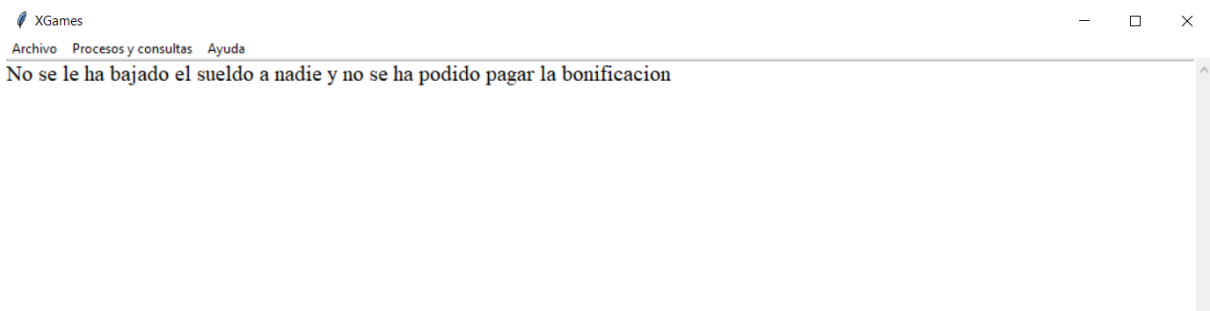 XGames
Archivo Procesos y consultas Ayuda
No se le ha bajado el sueldo a nadie y no se ha podido pagar la bonificacion